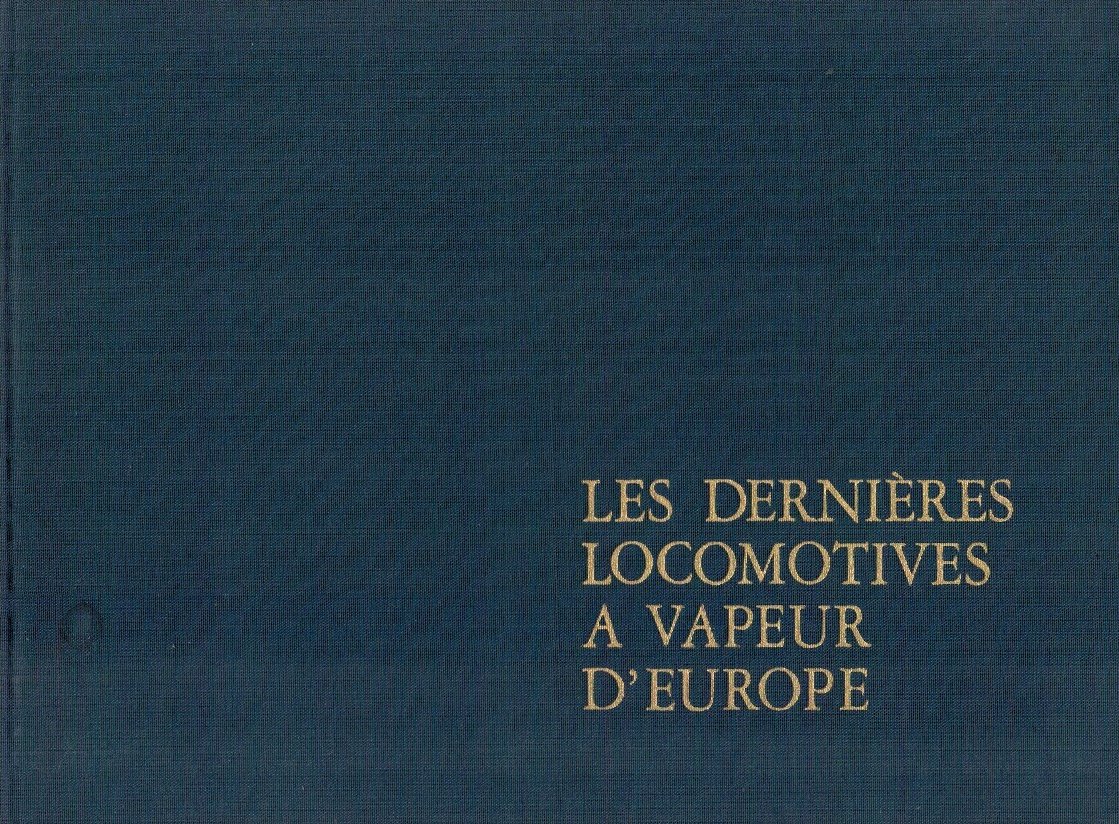 LES DERNIÈRES
LOCOMOTIVES
A VAPEUR
D'EUROPE